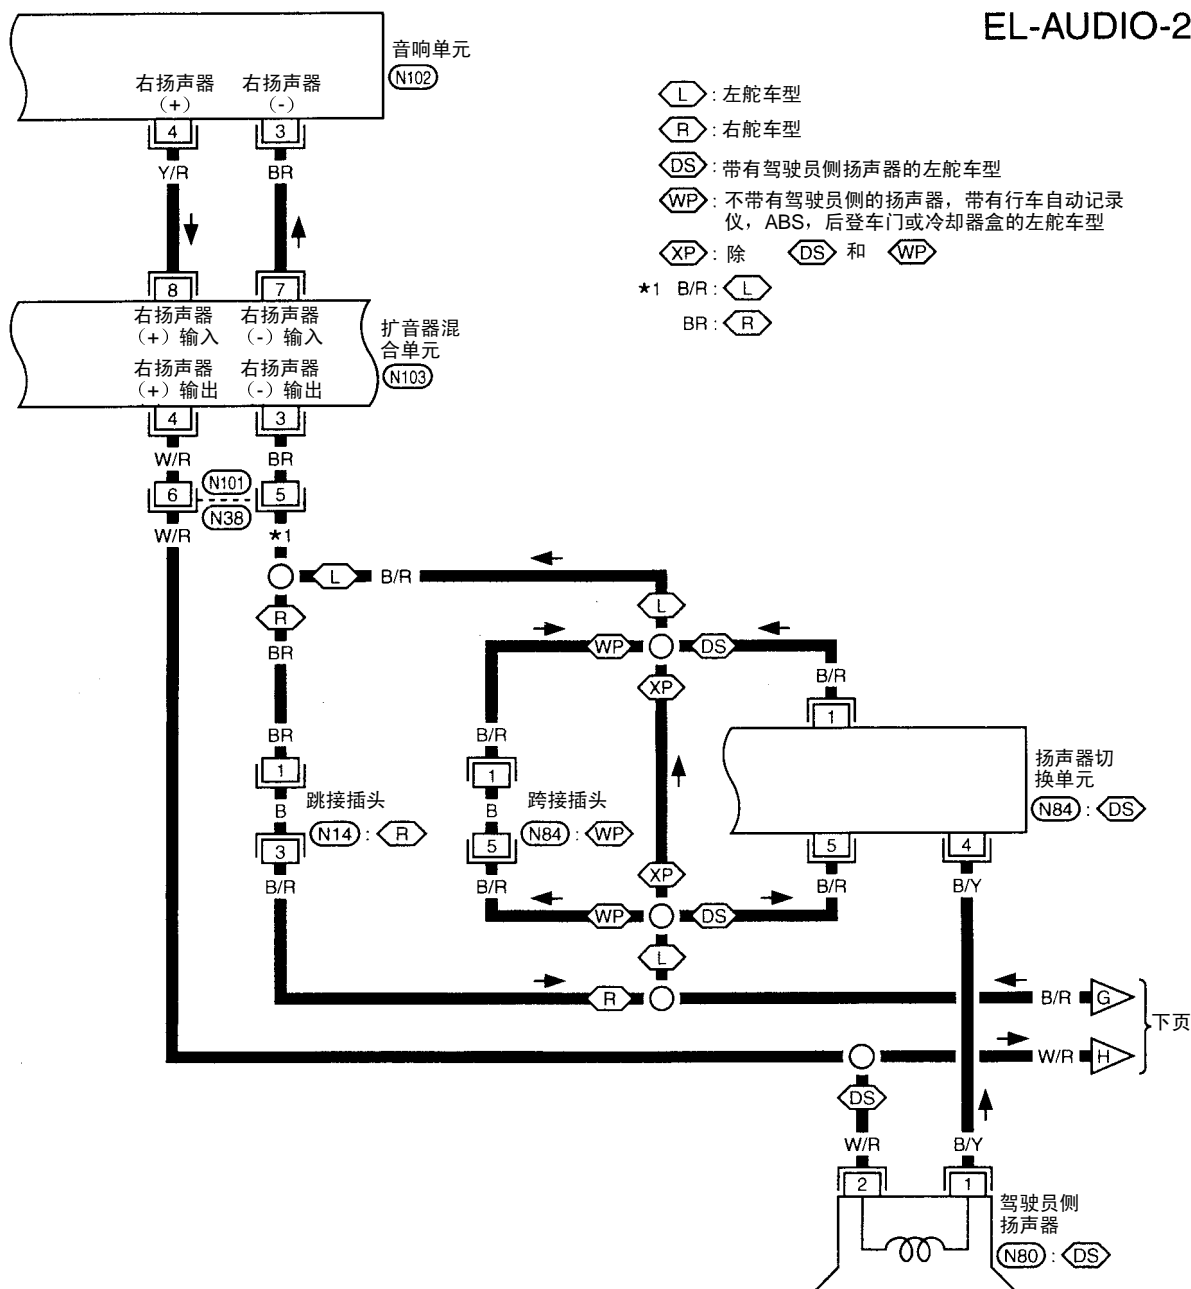 EL-AUDIO-2
音响单元
N102
右扬声器 右扬声器
（+） （-）
4 3
Y/R BR
L : 左舵车型
R : 右舵车型
DS : 带有驾驶员侧扬声器的左舵车型
WP : 不带有驾驶员侧的扬声器，带有行车自动记录
仪，ABS，后登车门或冷却器盒的左舵车型
XP : 除 DS 和 WP
★1 B/R : L
BR : R
8 7
右扬声器 右扬声器
（+）输入 （-）输入
右扬声器 右扬声器
（+）输出 （-）输出
扩音器混
合单元
N103
4 3
W/R BR
6 N101 5
N38
W/R ★1
L B/R
R L
BR
WP DS
XP
B/R
1
BR B/R
1 1
跳接插头 跨接插头
B B
N14 : R N84 : WP
3 5
B/R B/R
扬声器切
换单元
N84 : DS
5 4
XP
B/R B/Y
WP DS
L
R B/R G
下页
W/R H
DS
W/R B/Y
2 1
驾驶员侧
扬声器
N80 : DS